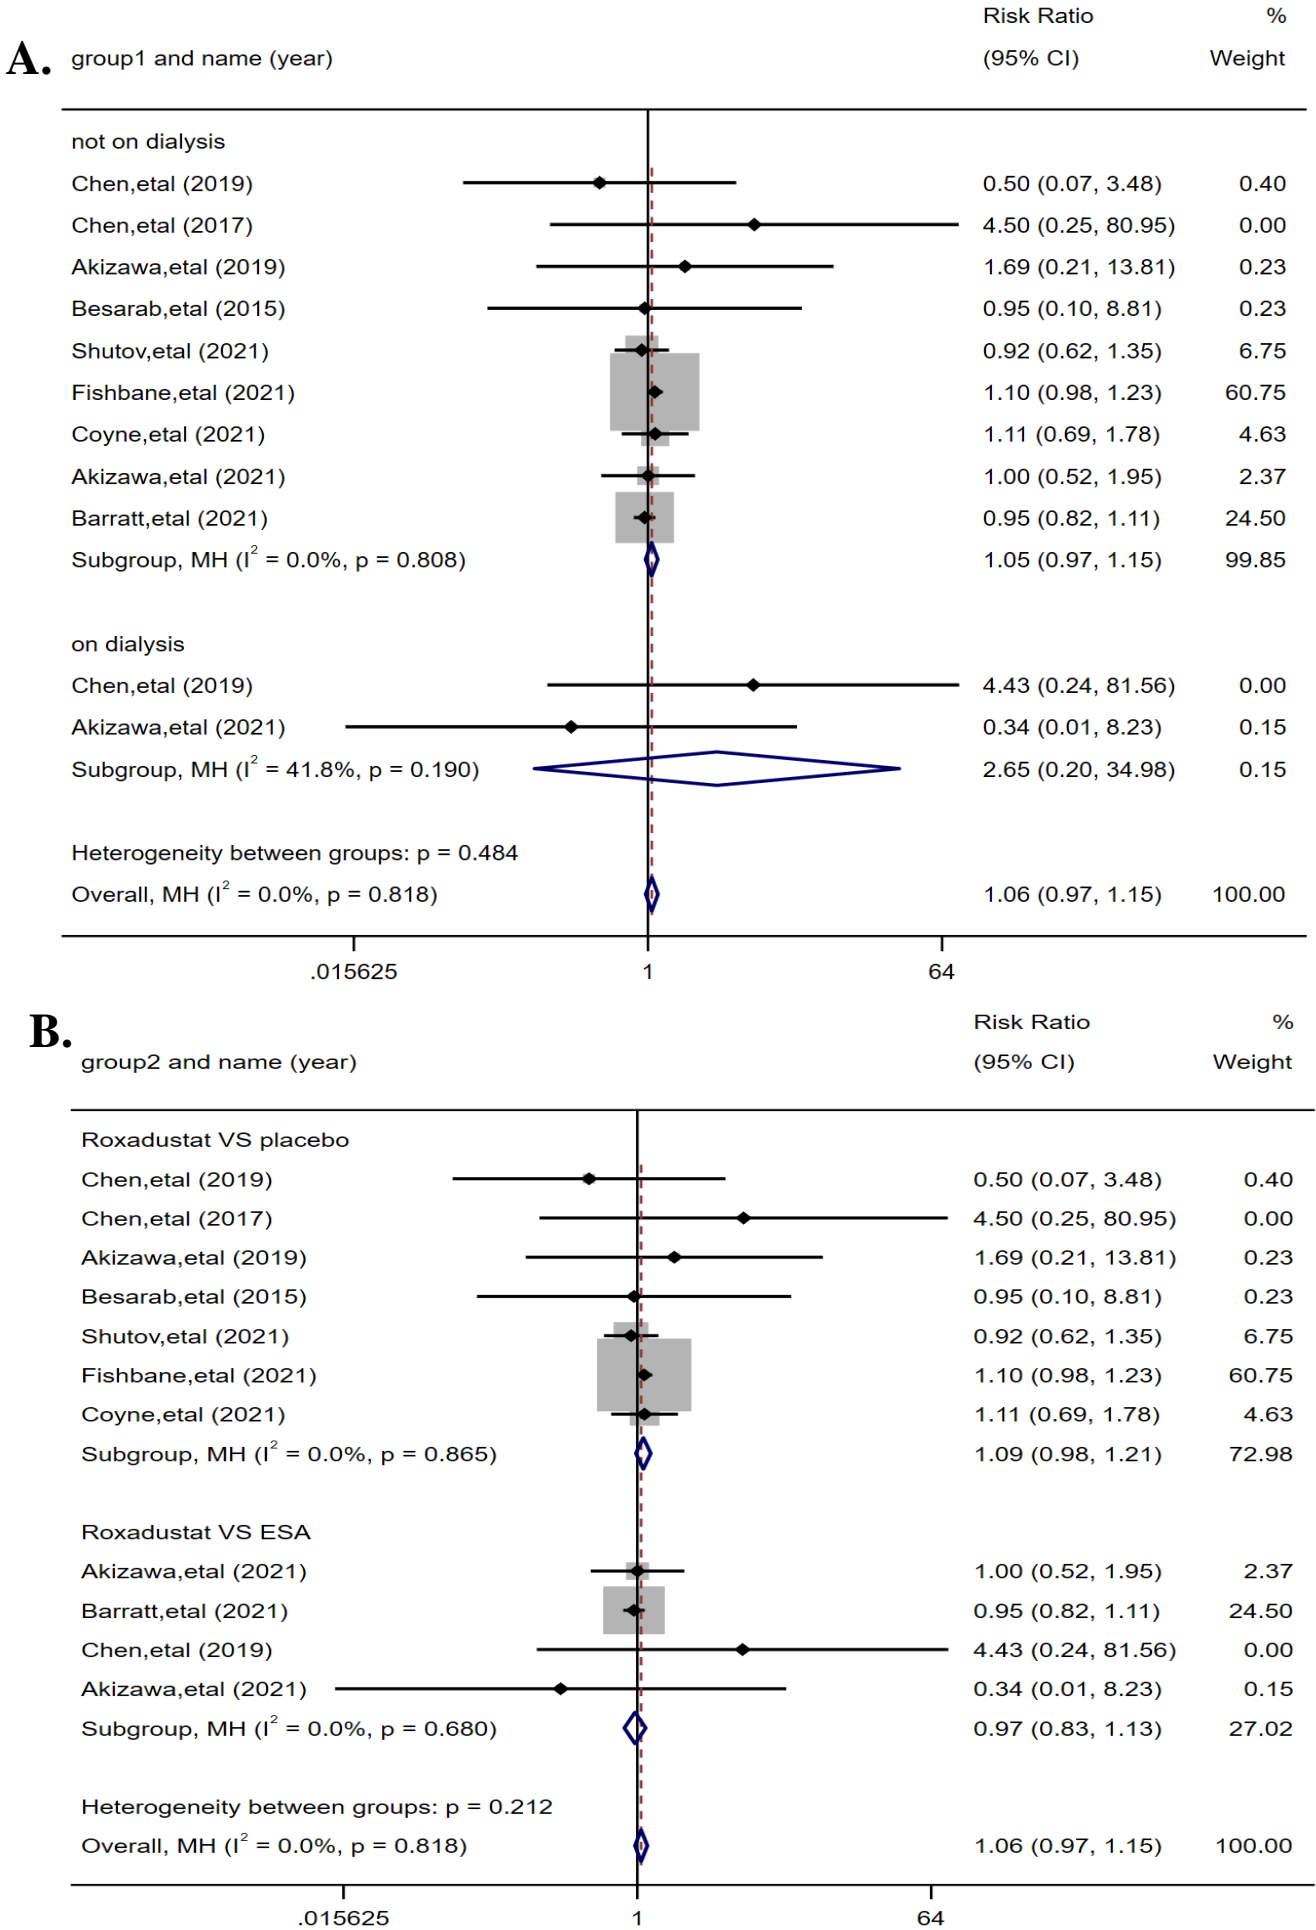 Risk Ratio %
A. group1 and name (year) (95% CI) Weight
not on dialysis
Chen,etal (2019) 0.50 (0.07, 3.48) 0.40
Chen,etal (2017) 4.50 (0.25, 80.95) 0.00
Akizawa,etal (2019) 1.69 (0.21, 13.81) 0.23
Besarab,etal (2015) 0.95 (0.10, 8.81) 0.23
Shutov,etal (2021) 0.92 (0.62, 1.35) 6.75
Fishbane,etal (2021) 1.10 (0.98, 1.23) 60.75
Coyne,etal (2021) 1.11 (0.69, 1.78) 4.63
Akizawa,etal (2021) 1.00 (0.52, 1.95) 2.37
Barratt,etal (2021) 0.95 (0.82, 1.11) 24.50
Subgroup, MH (I² = 0.0%, p = 0.808) 1.05 (0.97, 1.15) 99.85
on dialysis
Chen,etal (2019) 4.43 (0.24, 81.56) 0.00
Akizawa,etal (2021) 0.34 (0.01, 8.23) 0.15
Subgroup, MH (I² = 41.8%, p = 0.190) 2.65 (0.20, 34.98) 0.15
Heterogeneity between groups: p = 0.484
Overall, MH (I² = 0.0%, p = 0.818) 1.06 (0.97, 1.15) 100.00
.015625 1 64
Risk Ratio %
B. group2 and name (year) (95% CI) Weight
Roxadustat VS placebo
Chen,etal (2019) 0.50 (0.07, 3.48) 0.40
Chen,etal (2017) 4.50 (0.25, 80.95) 0.00
Akizawa,etal (2019) 1.69 (0.21, 13.81) 0.23
Besarab,etal (2015) 0.95 (0.10, 8.81) 0.23
Shutov,etal (2021) 0.92 (0.62, 1.35) 6.75
Fishbane,etal (2021) 1.10 (0.98, 1.23) 60.75
Coyne,etal (2021) 1.11 (0.69, 1.78) 4.63
Subgroup, MH (I² = 0.0%, p = 0.865) 1.09 (0.98, 1.21) 72.98
Roxadustat VS ESA
Akizawa,etal (2021) 1.00 (0.52, 1.95) 2.37
Barratt,etal (2021) 0.95 (0.82, 1.11) 24.50
Chen,etal (2019) 4.43 (0.24, 81.56) 0.00
Akizawa,etal (2021) 0.34 (0.01, 8.23) 0.15
Subgroup, MH (I² = 0.0%, p = 0.680) 0.97 (0.83, 1.13) 27.02
Heterogeneity between groups: p = 0.212
Overall, MH (I² = 0.0%, p = 0.818) 1.06 (0.97, 1.15) 100.00
.015625 1 64